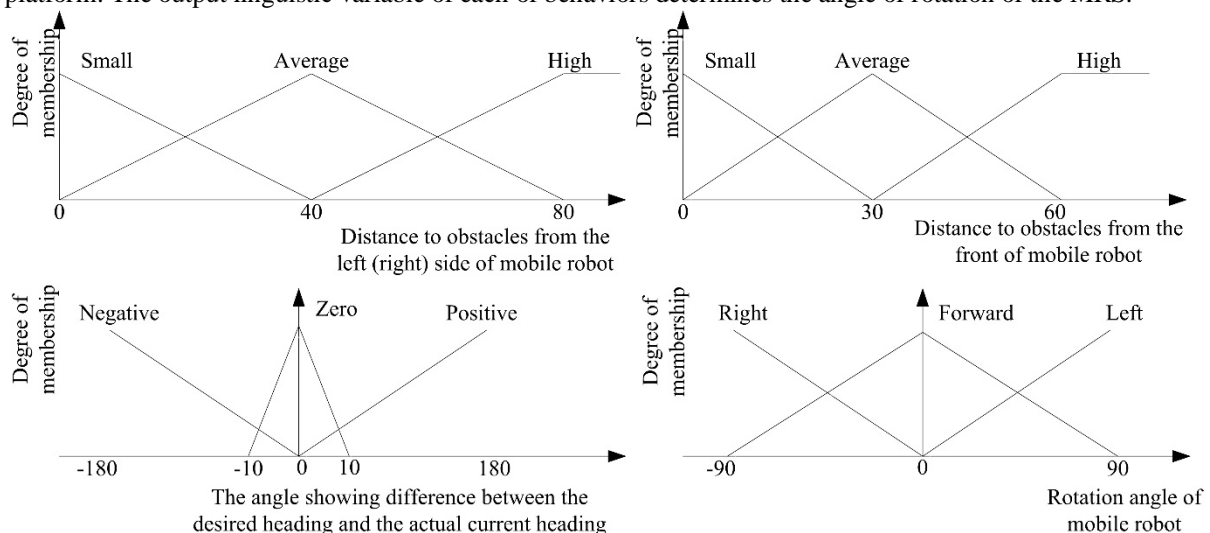 platform. The output linguistic variable of each of behaviors determines the angle of rotation of the MRS.
Degree of
membership
Small
Average
High
0
40
80
Distance to obstacles from the
left (right) side of mobile robot
Degree of
membership
Small
Average
High
0
30
60
Distance to obstacles from the
front of mobile robot
Degree of
membership
Negative
Zero
Positive
-180
-10
0
10
180
The angle showing difference between the
desired heading and the actual current heading
Degree of
membership
Right
Forward
Left
-90
0
90
Rotation angle of
mobile robot